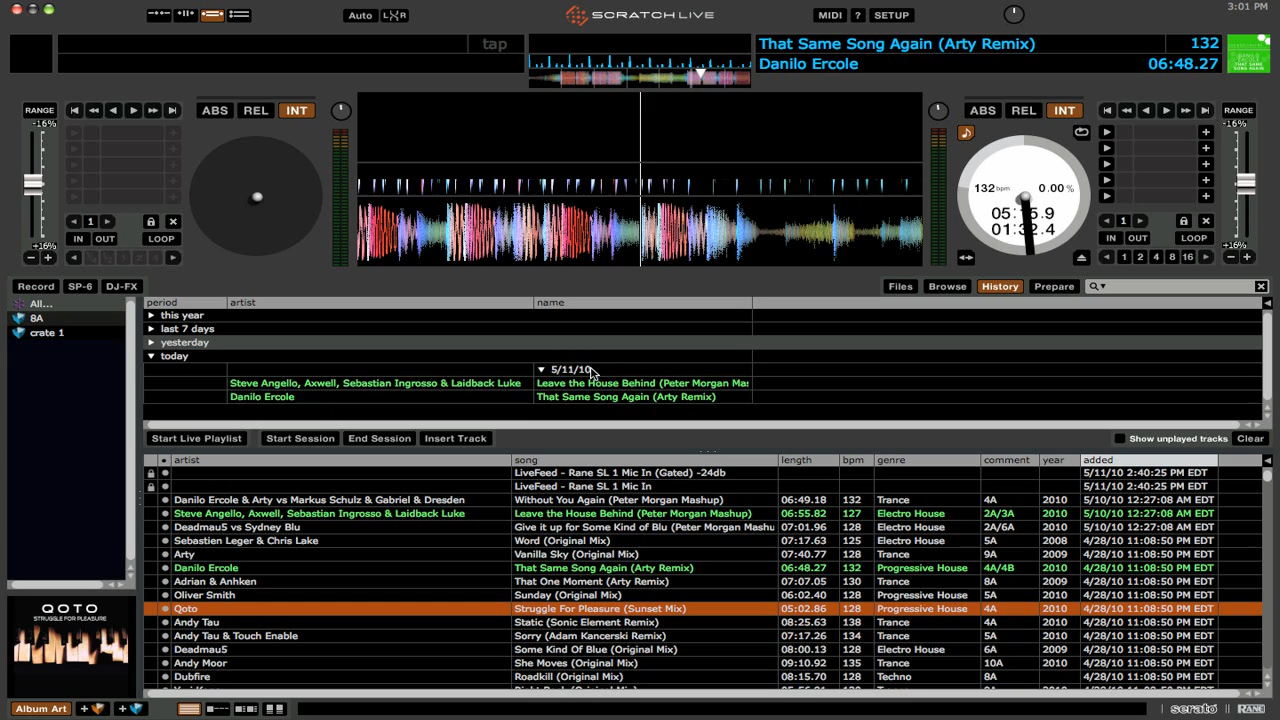 3:01 PM
Auto L R SCRATCH LIVE MIDI ? SETUP
tap
That Same Song Again (Arty Remix) 132
Danilo Ercole 06:48.27
RANGE ABS REL INT ABS REL INT RANGE
-16% -16%
132 bpm 0.00 %
1 1
+16% IN OUT LOOP IN OUT LOOP +16%
1 2 4 8 16
Record SP-6 DJ-FX Files Browse History Prepare
All...
8A
crate 1
period artist name
this year
last 7 days
yesterday
today
5/11/10
Steve Angello, Axwell, Sebastian Ingrosso & Laidback Luke Leave the House Behind (Peter Morgan Mas
Danilo Ercole That Same Song Again (Arty Remix)
Start Live Playlist Start Session End Session Insert Track Show unplayed tracks Clear
artist song length bpm genre comment year added
LiveFeed - Rane SL 1 Mic In (Gated) -24db 5/11/10 2:40:25 PM EDT
LiveFeed - Rane SL 1 Mic In 5/11/10 2:40:25 PM EDT
Danilo Ercole & Arty vs Markus Schulz & Gabriel & Dresden Without You Again (Peter Morgan Mashup) 06:49.18 132 Trance 4A 2010 5/10/10 12:27:08 AM EDT
Steve Angello, Axwell, Sebastian Ingrosso & Laidback Luke Leave the House Behind (Peter Morgan Mashup) 06:55.82 127 Electro House 2A/3A 2010 5/10/10 12:27:08 AM EDT
Deadmau5 vs Sydney Blu Give it up for Some Kind of Blu (Peter Morgan Mashu 07:01.96 128 Electro House 2A/6A 2010 5/10/10 12:27:08 AM EDT
Sebastien Leger & Chris Lake Word (Original Mix) 07:17.63 125 Electro House 5A 2008 4/28/10 11:08:50 PM EDT
Arty Vanilla Sky (Original Mix) 07:40.77 128 Trance 9A 2009 4/28/10 11:08:50 PM EDT
Danilo Ercole That Same Song Again (Arty Remix) 06:48.27 132 Progressive House 4A/4B 2010 4/28/10 11:08:50 PM EDT
Adrian & Anhken That One Moment (Arty Remix) 07:07.05 130 Trance 8A 2009 4/28/10 11:08:50 PM EDT
Oliver Smith Sunday (Original Mix) 06:02.40 128 Progressive House 5A 2010 4/28/10 11:08:50 PM EDT
Qoto Struggle For Pleasure (Sunset Mix) 05:02.86 128 Progressive House 4A 2010 4/28/10 11:08:50 PM EDT
Andy Tau Static (Sonic Element Remix) 08:25.63 138 Trance 4A 2010 4/28/10 11:08:50 PM EDT
Andy Tau & Touch Enable Sorry (Adam Kancerski Remix) 07:17.26 134 Trance 5A 2010 4/28/10 11:08:50 PM EDT
Deadmau5 Some Kind Of Blue (Original Mix) 08:00.13 128 Electro House 6A 2009 4/28/10 11:08:50 PM EDT
Andy Moor She Moves (Original Mix) 09:10.92 135 Trance 10A 2010 4/28/10 11:08:50 PM EDT
Dubfire Roadkill (Original Mix) 07:32.29 128 Techno 8A 2009 4/28/10 11:08:50 PM EDT
QOTO
STRUGGLE FOR PLEASURE
Album Art serato RANE